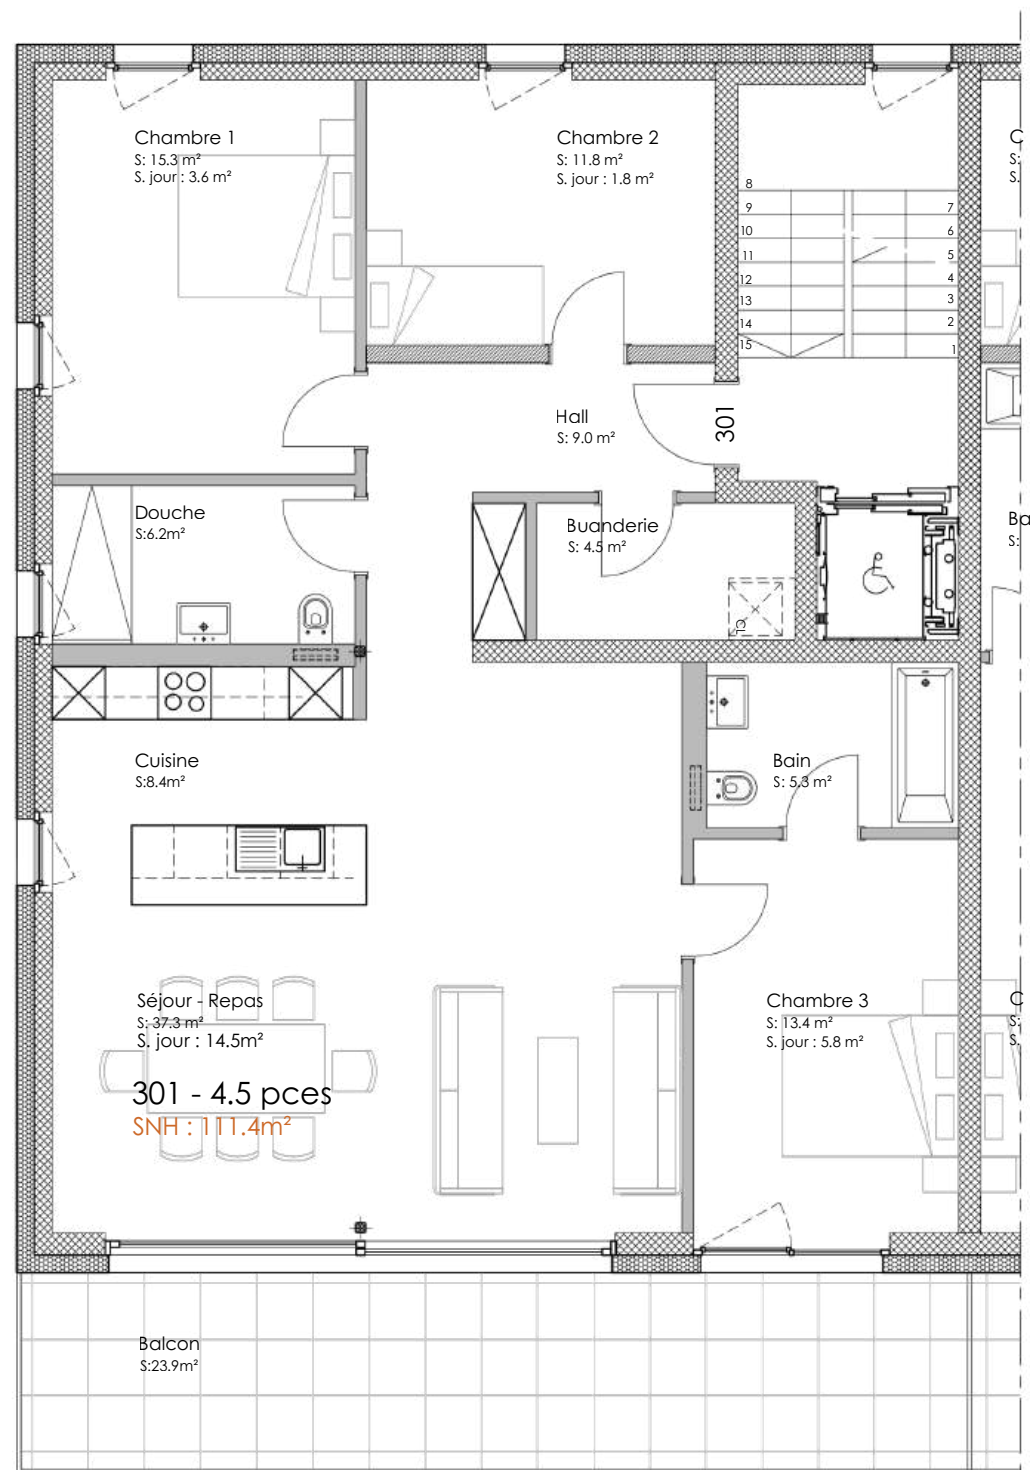 Chambre 1
S: 15.3 m²
S. jour : 3.6 m²
Chambre 2
S: 11.8 m²
S. jour : 1.8 m²
C
S:
S.
8
9
10
11
12
13
14
15
7
6
5
4
3
2
1
Hall
S: 9.0 m²
301
Douche
S:6.2m²
Buanderie
S: 4.5 m²
CL
Ba
S:
Cuisine
S:8.4m²
Bain
S: 5.3 m²
Séjour - Repas
S: 37.3 m²
S. jour : 14.5m²
Chambre 3
S: 13.4 m²
S. jour : 5.8 m²
C
S:
S.
301 - 4.5 pces
SNH : 111.4m²
Balcon
S:23.9m²